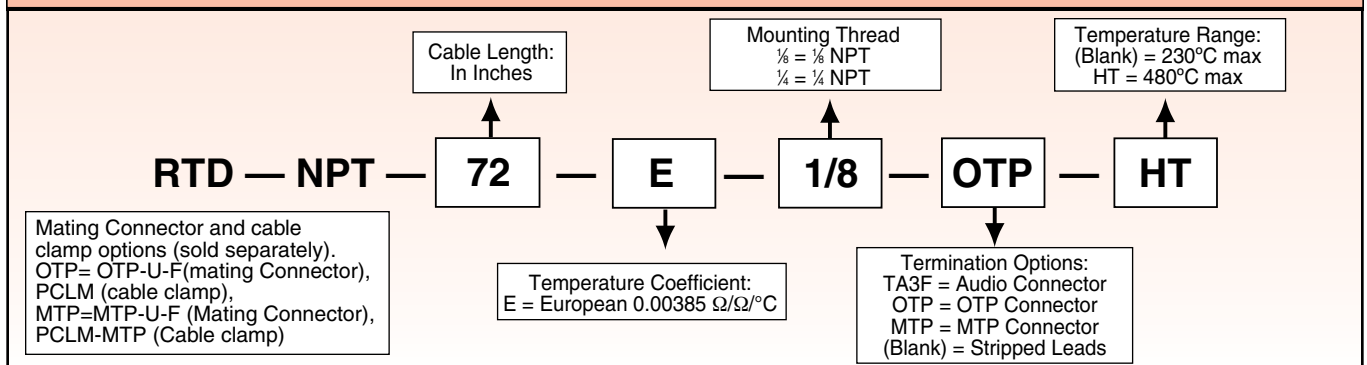 Cable Length:
In Inches
Mounting Thread
⅛ = ⅛ NPT
¼ = ¼ NPT
Temperature Range:
(Blank) = 230ºC max
HT = 480ºC max
RTD — NPT — 72 — E — 1/8 — OTP — HT
Mating Connector and cable
clamp options (sold separately).
OTP= OTP-U-F(mating Connector),
PCLM (cable clamp),
MTP=MTP-U-F (Mating Connector),
PCLM-MTP (Cable clamp)
Temperature Coefficient:
E = European 0.00385 Ω/Ω/°C
Termination Options:
TA3F = Audio Connector
OTP = OTP Connector
MTP = MTP Connector
(Blank) = Stripped Leads